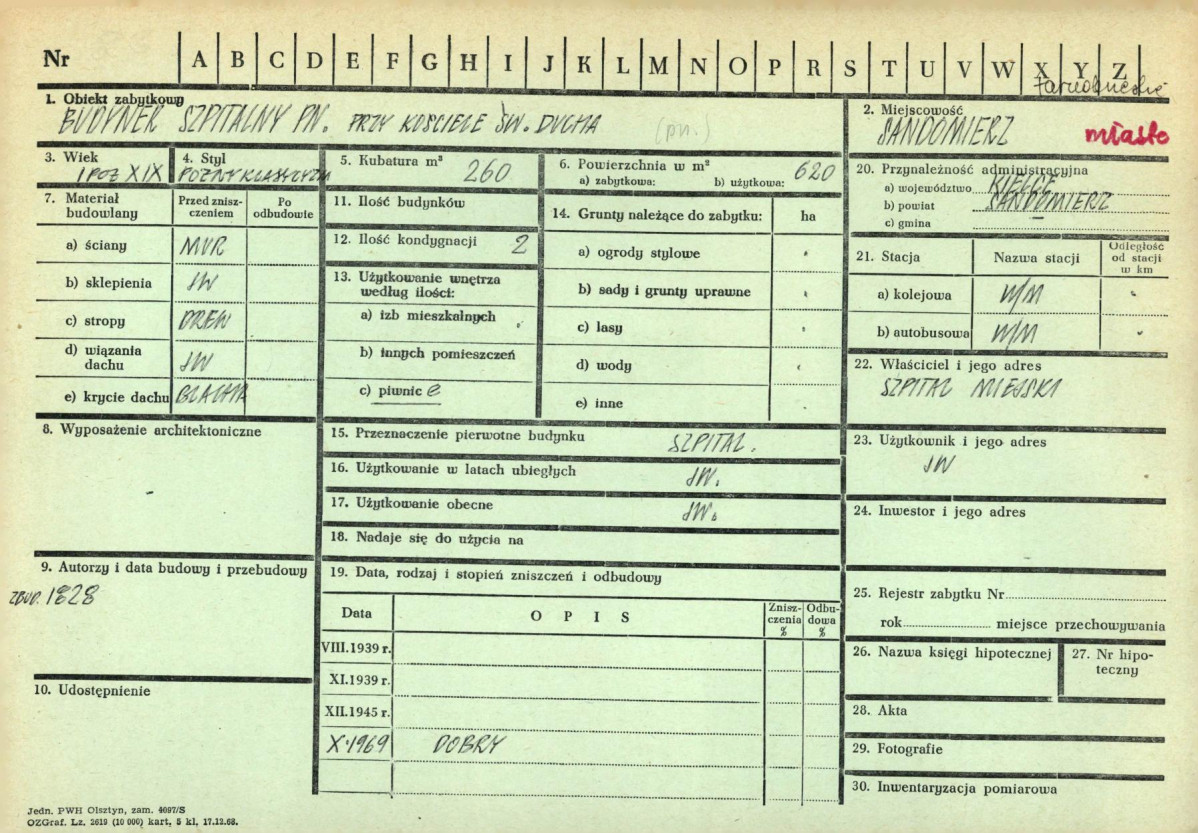 Nr A B C D E F G H I J K L M N O P R S T U V W X Y Z
1. Obiekt zabytkowy
BUDYNEK SZPITALNY PN. PRZY KOŚCIELE ŚW. DUCHA (pn.)
2. Miejscowość
SANDOMIERZ miasto
3. Wiek
I POŁ XIX
4. Styl
PÓŹNY KLASYCYZM
5. Kubatura m³ 260
6. Powierzchnia w m² 620
a) zabytkowa: b) użytkowa:
20. Przynależność administracyjna
a) województwo KIELCE
b) powiat SANDOMIERZ
c) gmina –
7. Materiał budowlany
Przed znisz-
czeniem
Po
odbudowie
a) ściany MUR
b) sklepienia JW
c) stropy DREW
d) wiązania
dachu JW
e) krycie dachu BLACHA
11. Ilość budynków
12. Ilość kondygnacji 2
13. Użytkowanie wnętrza
według ilości:
a) izb mieszkalnych
b) innych pomieszczeń
c) piwnic
14. Grunty należące do zabytku: ha
a) ogrody stylowe
b) sady i grunty uprawne
c) lasy
d) wody
e) inne
21. Stacja Nazwa stacji
Odległość
od stacji
w km
a) kolejowa W/M
b) autobusowa W/M
22. Właściciel i jego adres
SZPITAL MIEJSKI
8. Wyposażenie architektoniczne
-
15. Przeznaczenie pierwotne budynku SZPITAL.
16. Użytkowanie w latach ubiegłych JW.
17. Użytkowanie obecne JW.
18. Nadaje się do użycia na
23. Użytkownik i jego adres
JW
24. Inwestor i jego adres
9. Autorzy i data budowy i przebudowy
ZBUD. 1828
19. Data, rodzaj i stopień zniszczeń i odbudowy
Data O P I S
Znisz-
czenia
%
Odbu-
dowa
%
VIII.1939 r.
XI.1939 r.
XII.1945 r.
X.1969 DOBRY
25. Rejestr zabytku Nr
rok miejsce przechowywania
26. Nazwa księgi hipotecznej
27. Nr hipo-
teczny
10. Udostępnienie
28. Akta
29. Fotografie
30. Inwentaryzacja pomiarowa
Jedn. PWH Olsztyn, zam. 4097/S
OZGraf. Lz. 2619 (10 000) kart. 5 kl. 17.12.68.